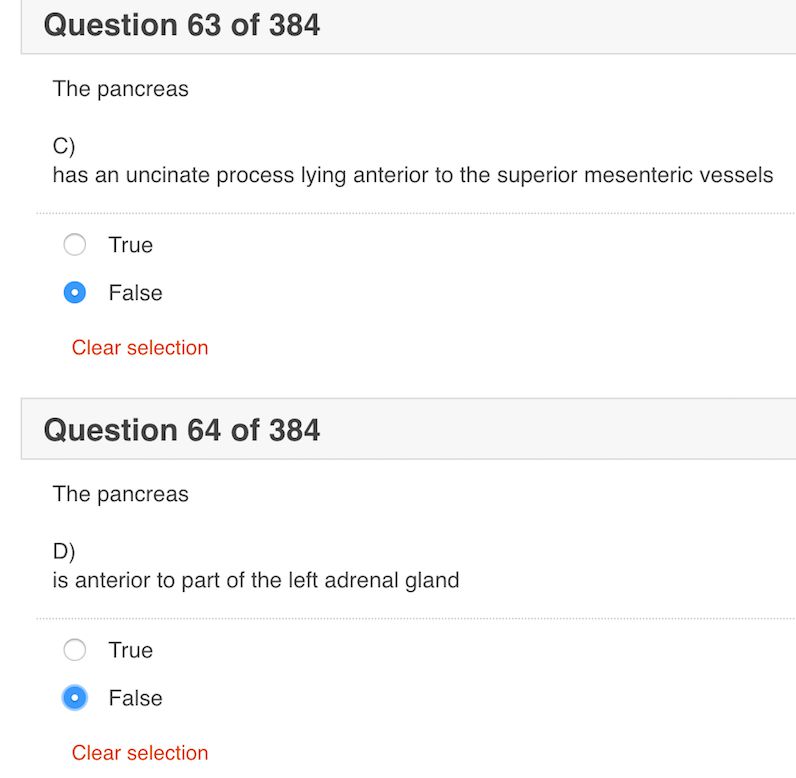 Question 63 of 384
The pancreas
C)
has an uncinate process lying anterior to the superior mesenteric vessels
True
False
Clear selection
Question 64 of 384
The pancreas
D)
is anterior to part of the left adrenal gland
True
False
Clear selection